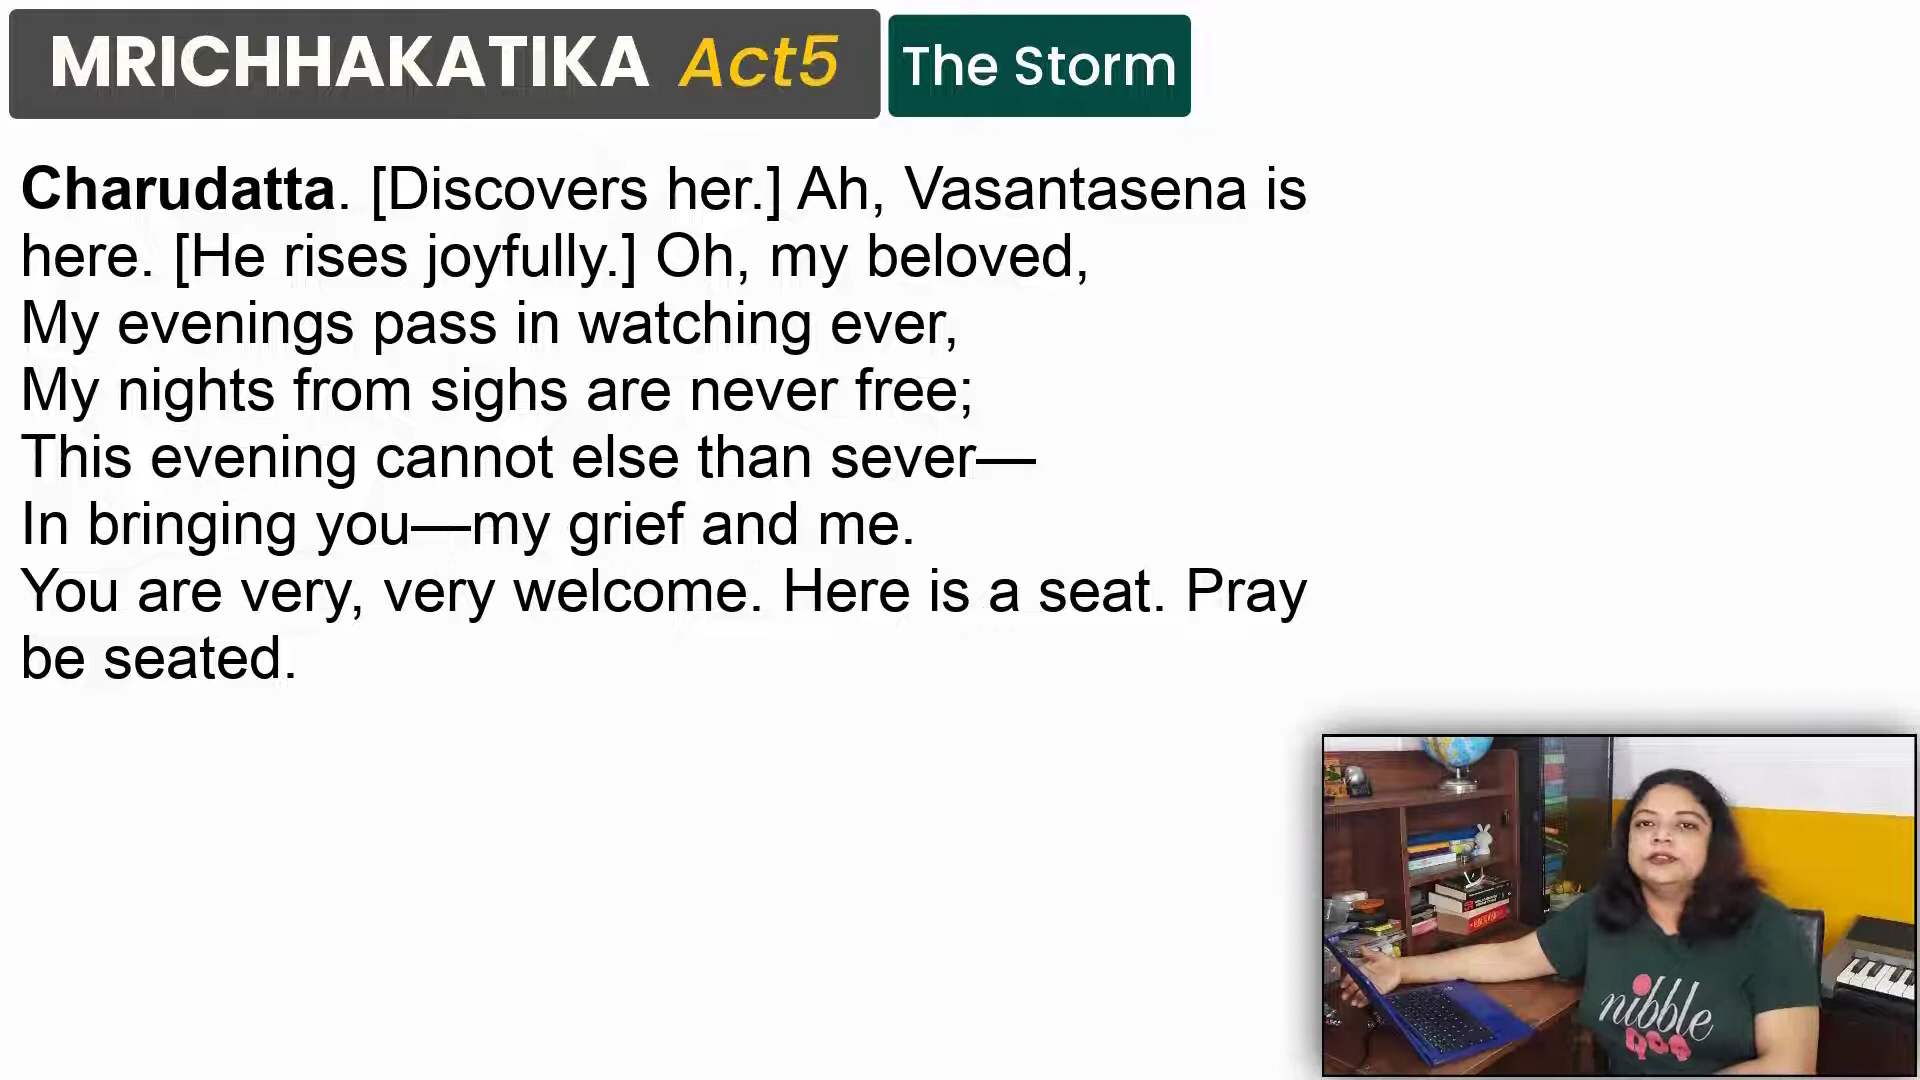 MRICHHAKATIKA Act5 The Storm
Charudatta. [Discovers her.] Ah, Vasantasena is
here. [He rises joyfully.] Oh, my beloved,
My evenings pass in watching ever,
My nights from sighs are never free;
This evening cannot else than sever—
In bringing you—my grief and me.
You are very, very welcome. Here is a seat. Pray
be seated.
nibble